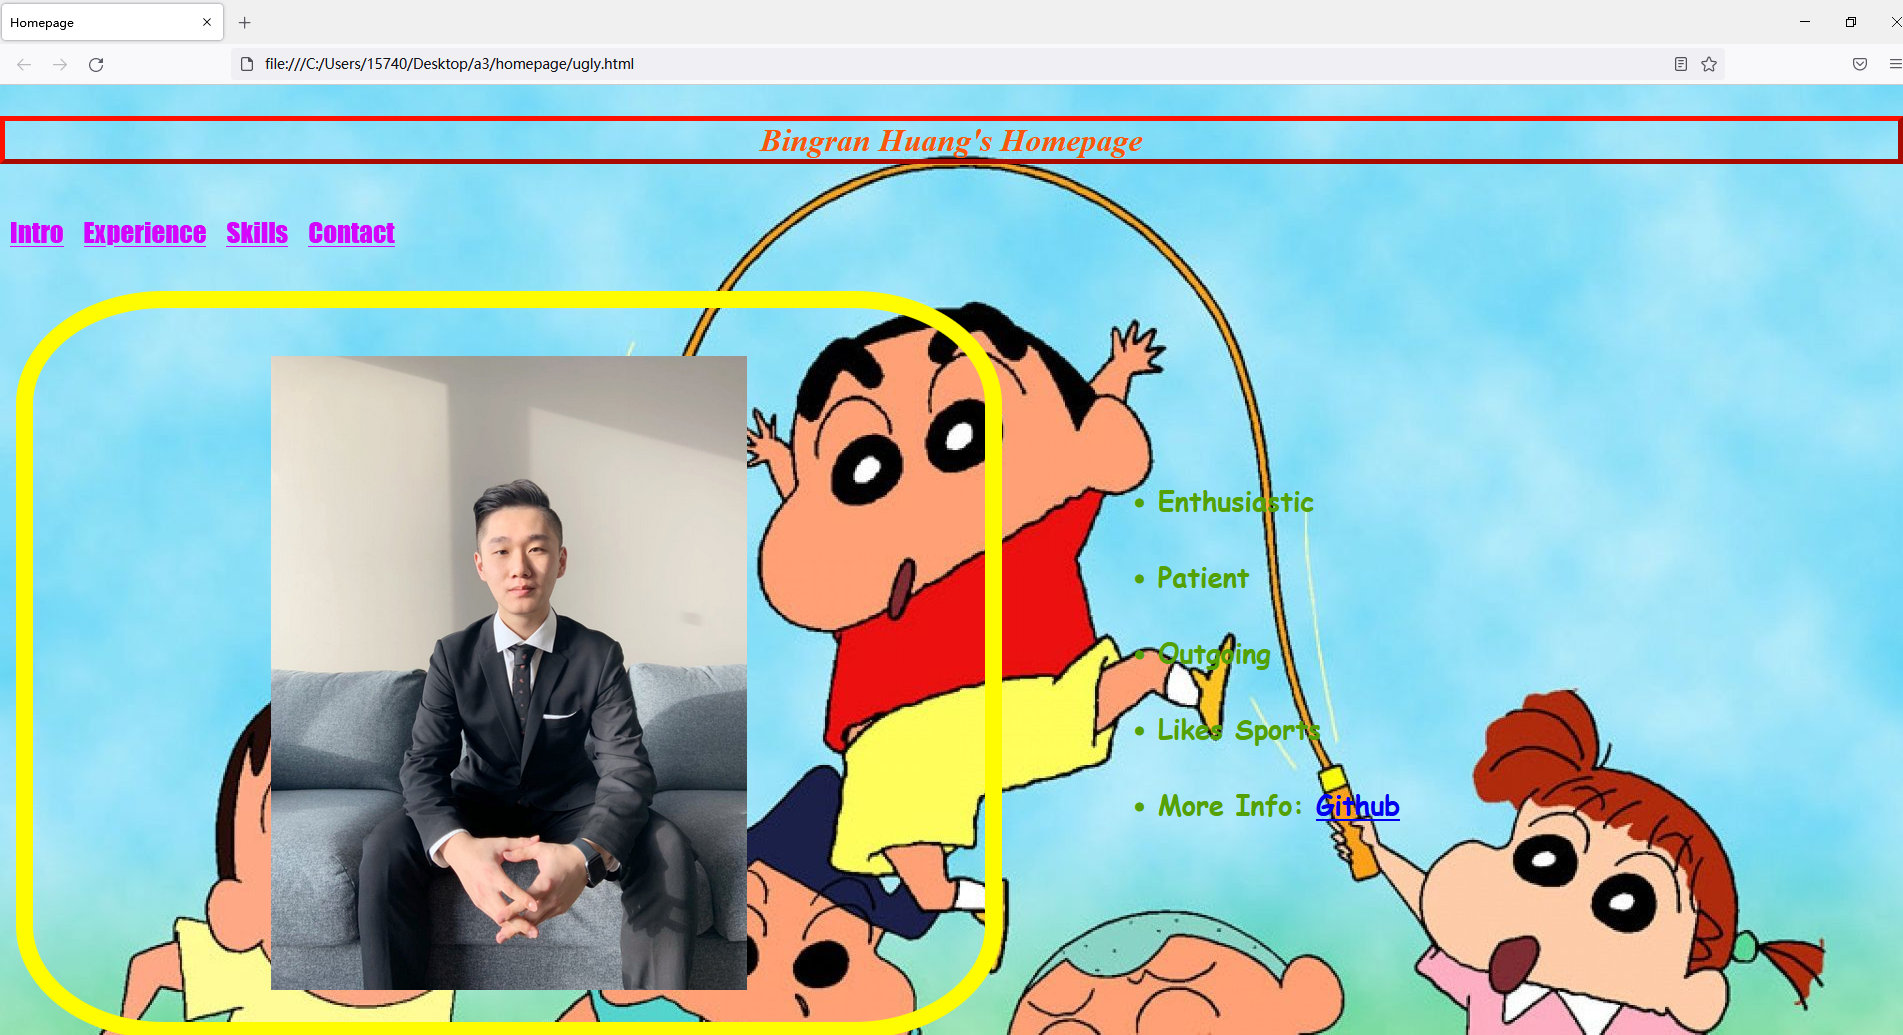 Homepage
file:///C:/Users/15740/Desktop/a3/homepage/ugly.html
Bingran Huang's Homepage
Intro Experience Skills Contact
• Enthusiastic
• Patient
• Outgoing
• Likes Sports
• More Info: Github